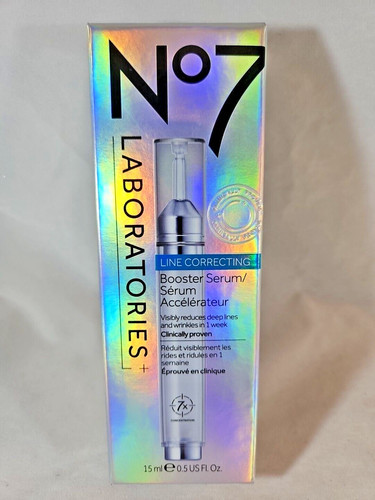 No7
LABORATORIES+
LINE CORRECTING
Booster Serum/
Sérum
Accélérateur
Visibly reduces deep lines
and wrinkles in 1 week
Clinically proven
Réduit visiblement les
rides et ridules en 1
semaine
Éprouvé en clinique
7x
15 ml ℮ 0.5 US Fl. Oz.